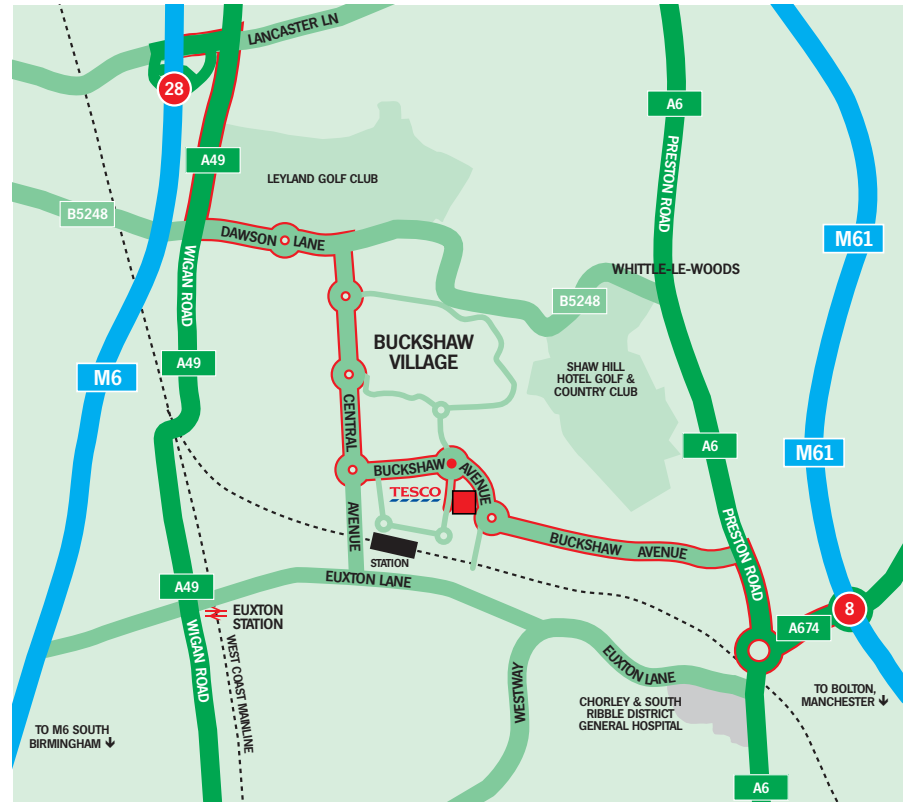 LANCASTER LN
28
A6
A49
PRESTON ROAD
LEYLAND GOLF CLUB
B5248
DAWSON LANE
M61
WHITTLE-LE-WOODS
WIGAN ROAD
B5248
BUCKSHAW
VILLAGE
A49
M6
SHAW HILL
HOTEL GOLF &
COUNTRY CLUB
CENTRAL
A6
M61
BUCKSHAW AVENUE
TESCO
AVENUE
STATION
BUCKSHAW AVENUE
PRESTON ROAD
EUXTON LANE
A49
EUXTON
STATION
8
A674
WIGAN ROAD
WEST COAST MAINLINE
WESTWAY
EUXTON LANE
TO BOLTON,
MANCHESTER ↓
CHORLEY & SOUTH
RIBBLE DISTRICT
GENERAL HOSPITAL
TO M6 SOUTH
BIRMINGHAM ↓
A6